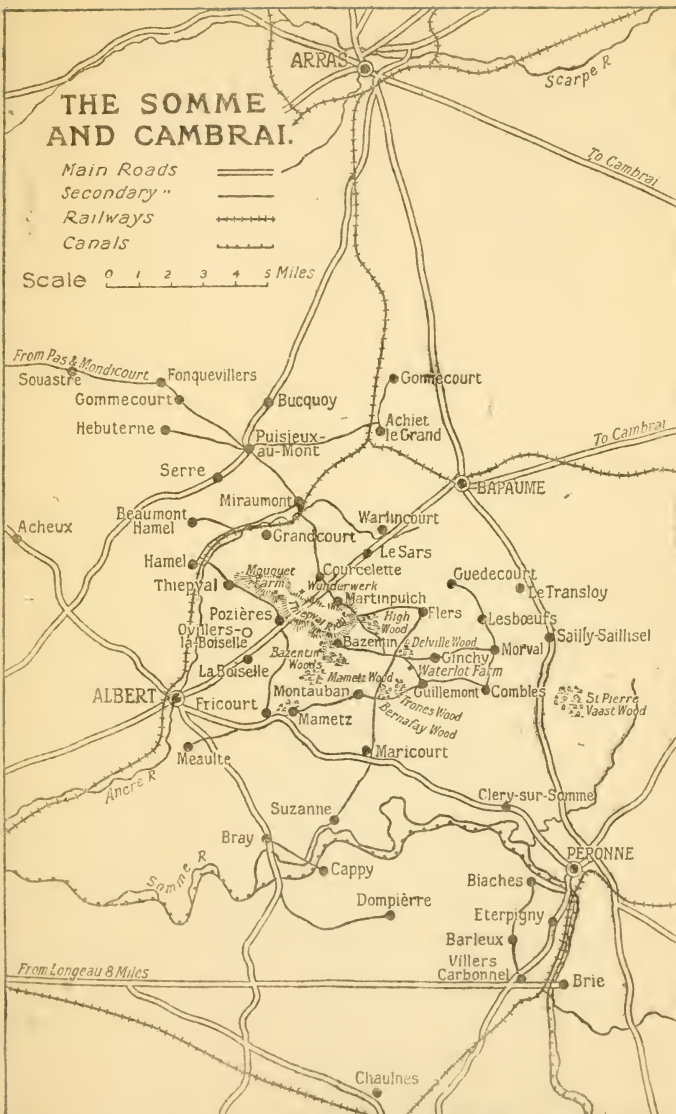 ARRAS
Scarpe R
THE SOMME
AND CAMBRAI.
Main Roads
Secondary "
Railways
Canals
Scale 0 1 2 3 4 5 Miles
To Cambrai
From Pas & Mondicourt
Souastre
Fonquevillers
Gommecourt
Gommecourt
Bucquoy
Hebuterne
Achiet
le Grand
Puisieux-
au-Mont
To Cambrai
Serre
BAPAUME
Miraumont
Beaumont
Hamel
Warlincourt
Acheux
Grandcourt
Le Sars
Hamel
Mouquet
Farm
Courcelette
Guedecourt
Thiepval
Wunderwerk
Le Transloy
Martinpuich
Thiepval Ridge
Pozières
Flers
High
Wood
Lesbœufs
Ovillers-
la-Boiselle
Bazentin
Delville Wood
Sailly-Saillisel
Morval
Ginchy
La Boiselle
Bazentin
Woods
Waterlot Farm
Mametz Wood
ALBERT
Montauban
Guillemont
Combles
St Pierre
Vaast Wood
Fricourt
Trones Wood
Bernafay Wood
Mametz
Meaulte
Maricourt
Ancre R
Clery-sur-Somme
Suzanne
Bray
PÉRONNE
Somme R
Cappy
Biaches
Dompièrre
Eterpigny
Barleux
Villers
Carbonnel
From Longeau 8 Miles
Brie
Chaulnes